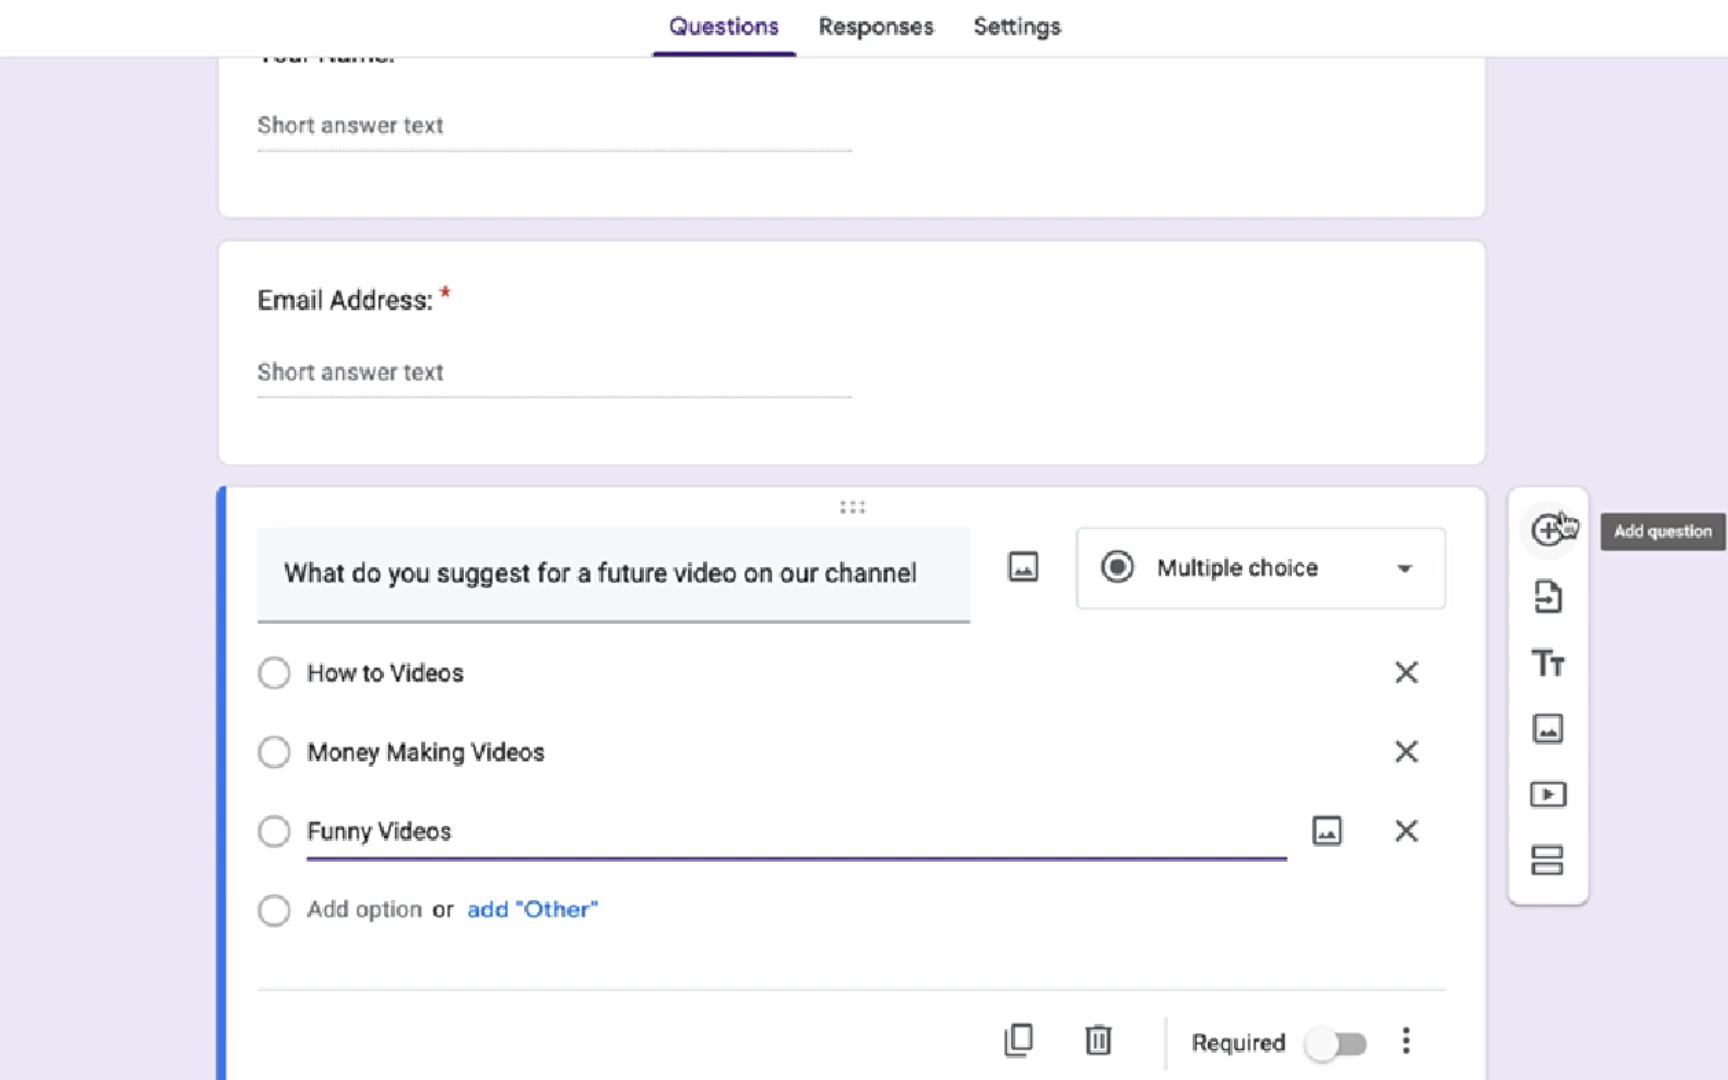 Questions Responses Settings
Your Name:
Short answer text
Email Address: *
Short answer text
What do you suggest for a future video on our channel
Multiple choice
Add question
How to Videos
Money Making Videos
Funny Videos
Add option or add "Other"
Required